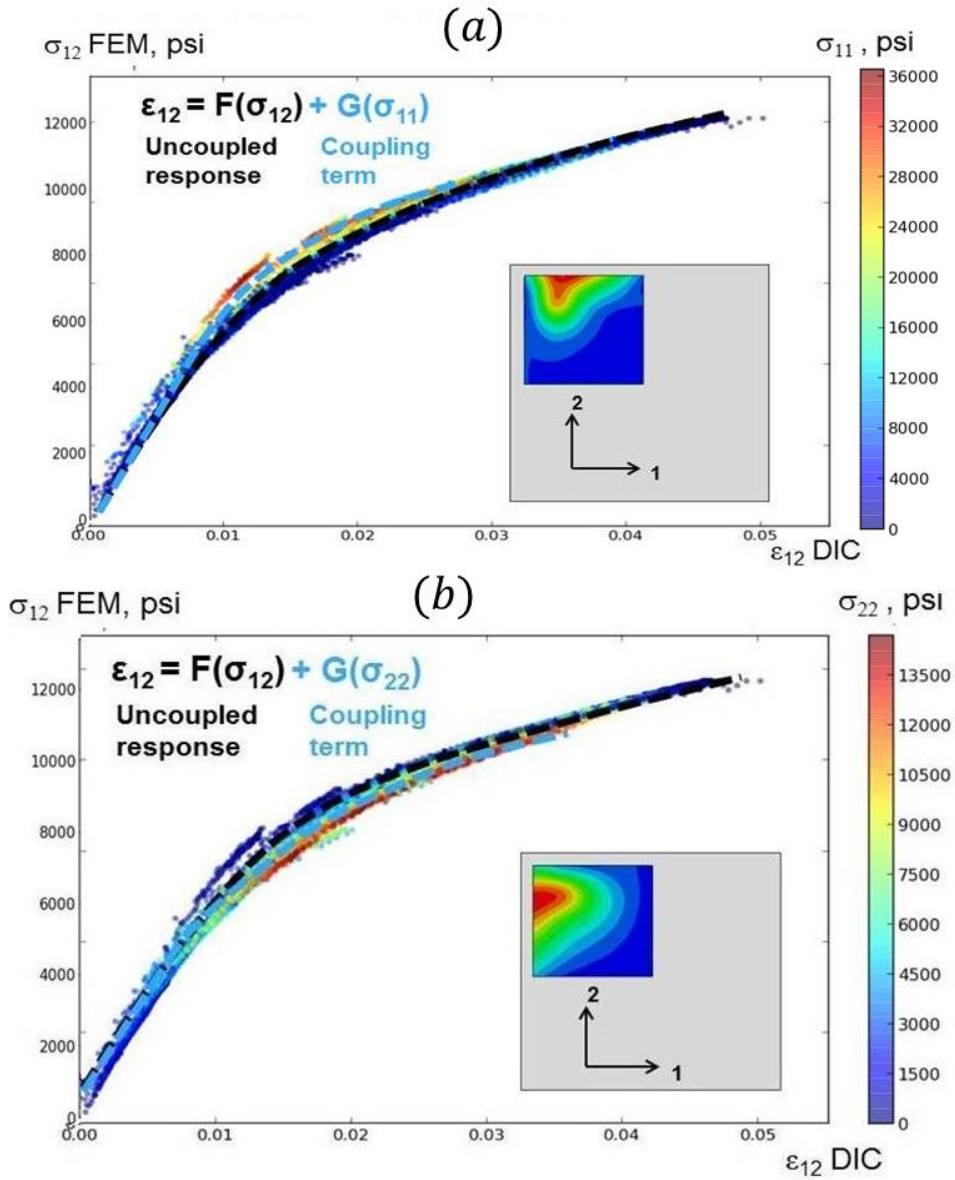 (a)
σ12 FEM, psi
σ11 , psi
ε12 = F(σ12) + G(σ11)
Uncoupled Coupling
response term
12000
10000
8000
6000
4000
2000
0
0.00 0.01 0.02 0.03 0.04 0.05
ε12 DIC
2
1
36000
32000
28000
24000
20000
16000
12000
8000
4000
0
(b)
σ12 FEM, psi
σ22 , psi
ε12 = F(σ12) + G(σ22)
Uncoupled Coupling
response term
12000
10000
8000
6000
4000
2000
0
0.00 0.01 0.02 0.03 0.04 0.05
ε12 DIC
2
1
13500
12000
10500
9000
7500
6000
4500
3000
1500
0